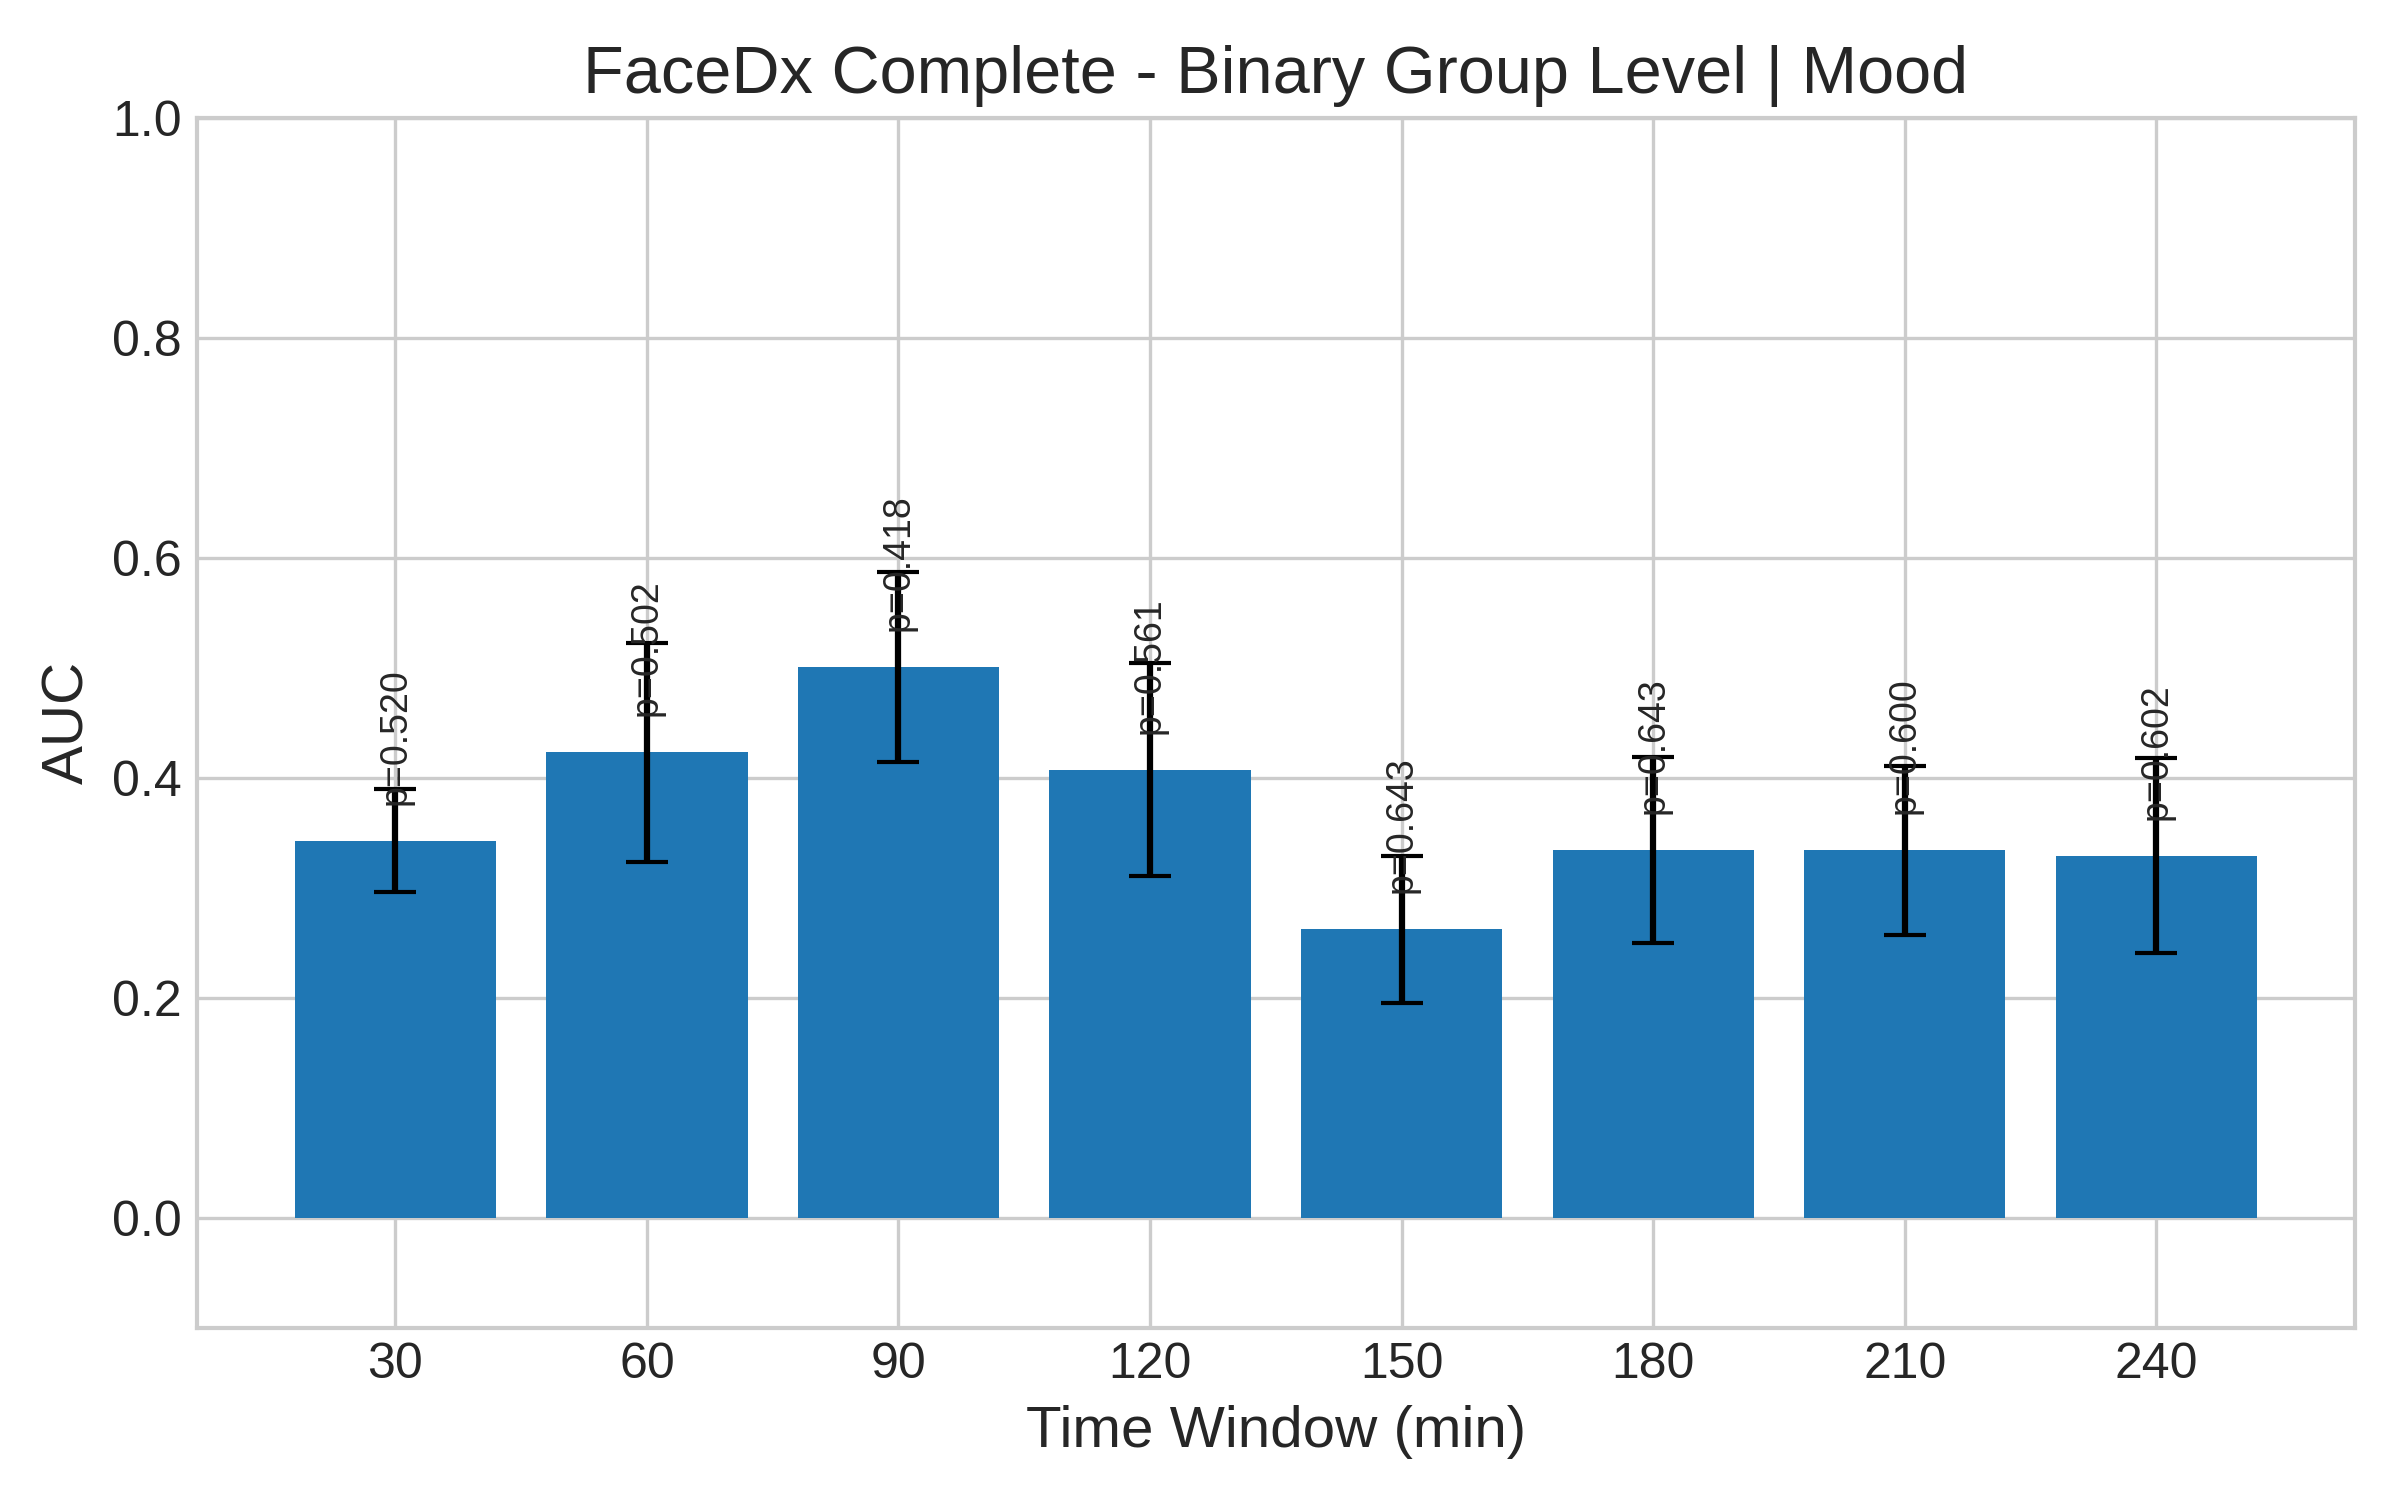 FaceDx Complete - Binary Group Level | Mood
AUC
1.0
0.8
0.6
0.4
0.2
0.0
p=0.520
p=0.502
p=0.418
p=0.561
p=0.643
p=0.643
p=0.600
p=0.602
30 60 90 120 150 180 210 240
Time Window (min)